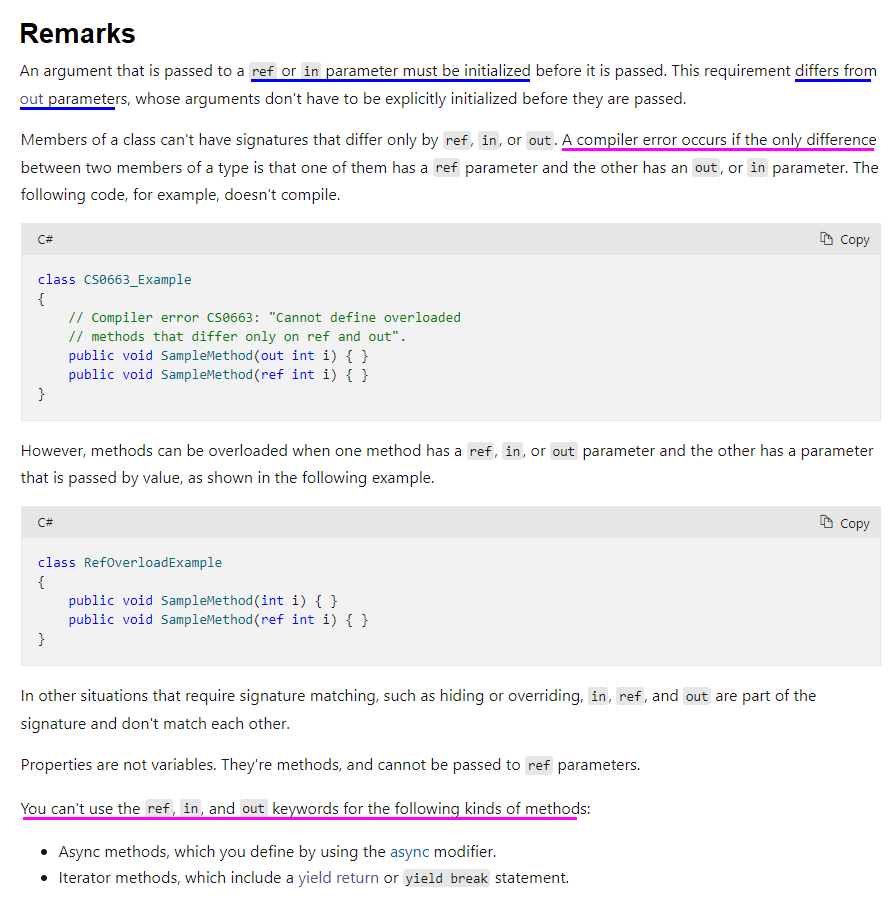 Remarks
An argument that is passed to a ref or in parameter must be initialized before it is passed. This requirement differs from
out parameters, whose arguments don't have to be explicitly initialized before they are passed.
Members of a class can't have signatures that differ only by ref, in, or out. A compiler error occurs if the only difference
between two members of a type is that one of them has a ref parameter and the other has an out, or in parameter. The
following code, for example, doesn't compile.
C# Copy
class CS0663_Example
{
    // Compiler error CS0663: "Cannot define overloaded
    // methods that differ only on ref and out".
    public void SampleMethod(out int i) { }
    public void SampleMethod(ref int i) { }
}
However, methods can be overloaded when one method has a ref, in, or out parameter and the other has a parameter
that is passed by value, as shown in the following example.
C# Copy
class RefOverloadExample
{
    public void SampleMethod(int i) { }
    public void SampleMethod(ref int i) { }
}
In other situations that require signature matching, such as hiding or overriding, in, ref, and out are part of the
signature and don't match each other.
Properties are not variables. They're methods, and cannot be passed to ref parameters.
You can't use the ref, in, and out keywords for the following kinds of methods:
• Async methods, which you define by using the async modifier.
• Iterator methods, which include a yield return or yield break statement.